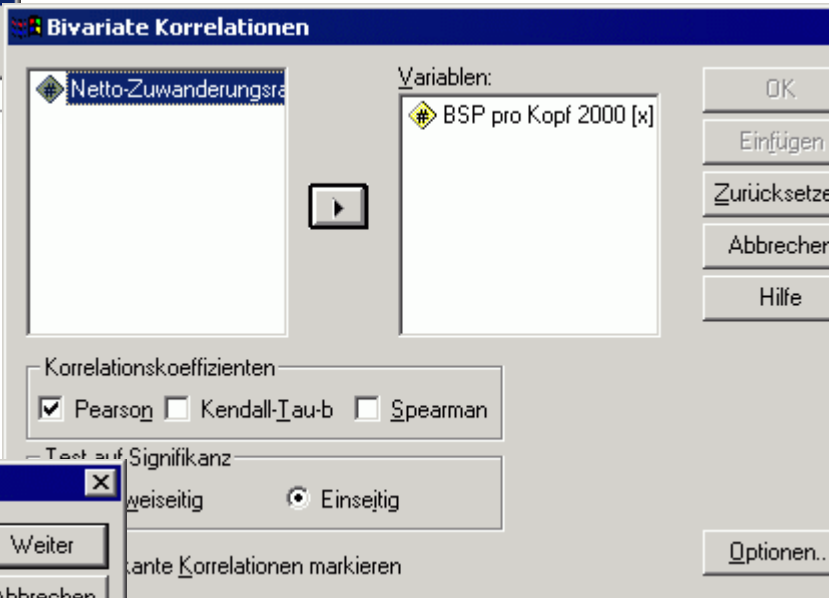 Bivariate Korrelationen
Netto-Zuwanderungsra
Variablen:
BSP pro Kopf 2000 [x]
OK
Einfügen
Zurücksetze
Abbrecher
Hilfe
Korrelationskoeffizienten
Pearson Kendall-Tau-b Spearman
Test auf Signifikanz
weiseitig Einseitig
Weiter
kante Korrelationen markieren
Optionen..
Abbrechen